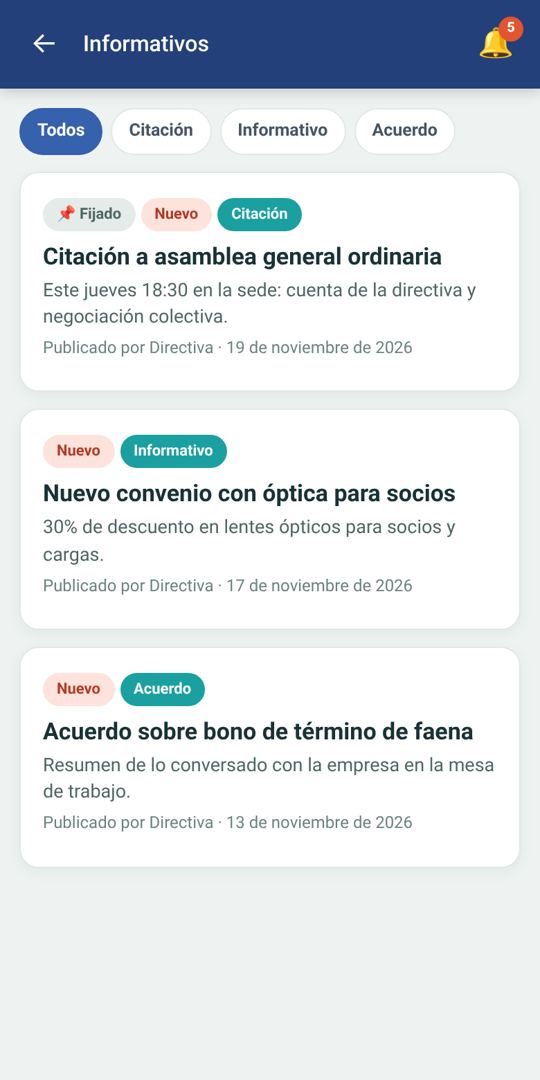 Informativos
5
Todos Citación Informativo Acuerdo
📌 Fijado Nuevo Citación
Citación a asamblea general ordinaria
Este jueves 18:30 en la sede: cuenta de la directiva y
negociación colectiva.
Publicado por Directiva · 19 de noviembre de 2026
Nuevo Informativo
Nuevo convenio con óptica para socios
30% de descuento en lentes ópticos para socios y
cargas.
Publicado por Directiva · 17 de noviembre de 2026
Nuevo Acuerdo
Acuerdo sobre bono de término de faena
Resumen de lo conversado con la empresa en la mesa
de trabajo.
Publicado por Directiva · 13 de noviembre de 2026